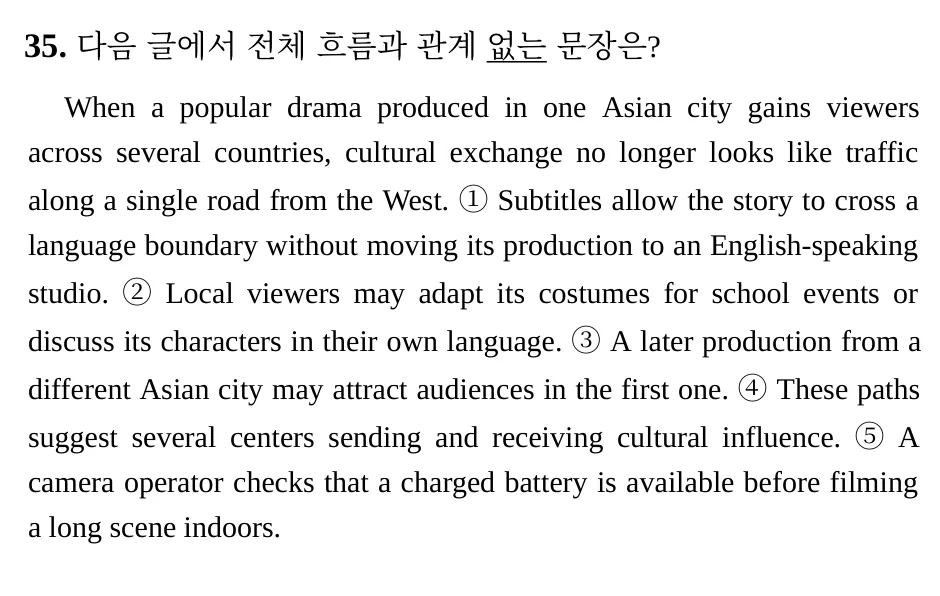 35. 다음 글에서 전체 흐름과 관계 없는 문장은?
When a popular drama produced in one Asian city gains viewers
across several countries, cultural exchange no longer looks like traffic
along a single road from the West. ① Subtitles allow the story to cross a
language boundary without moving its production to an English-speaking
studio. ② Local viewers may adapt its costumes for school events or
discuss its characters in their own language. ③ A later production from a
different Asian city may attract audiences in the first one. ④ These paths
suggest several centers sending and receiving cultural influence. ⑤ A
camera operator checks that a charged battery is available before filming
a long scene indoors.